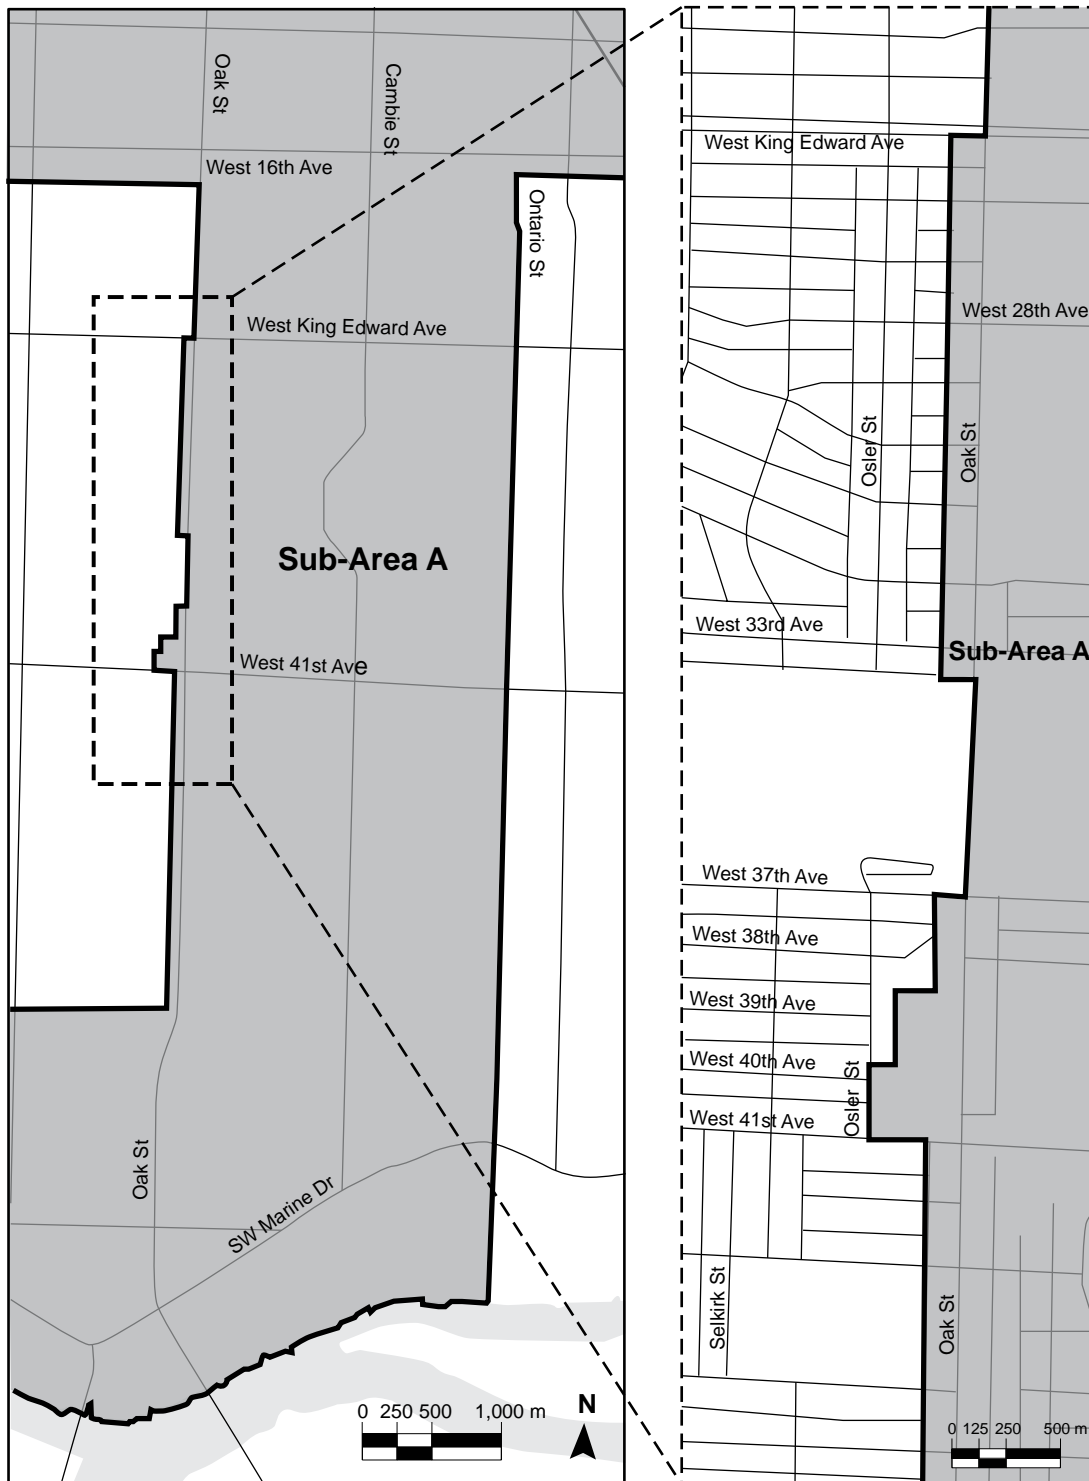 Oak St
Cambie St
West 16th Ave
Ontario St
West King Edward Ave
Sub-Area A
West 41st Ave
Oak St
SW Marine Dr
0 250 500 1,000 m
N
West King Edward Ave
West 28th Ave
Osler St
Oak St
West 33rd Ave
Sub-Area A
West 37th Ave
West 38th Ave
West 39th Ave
West 40th Ave
Osler St
West 41st Ave
Selkirk St
Oak St
0 125 250 500 m